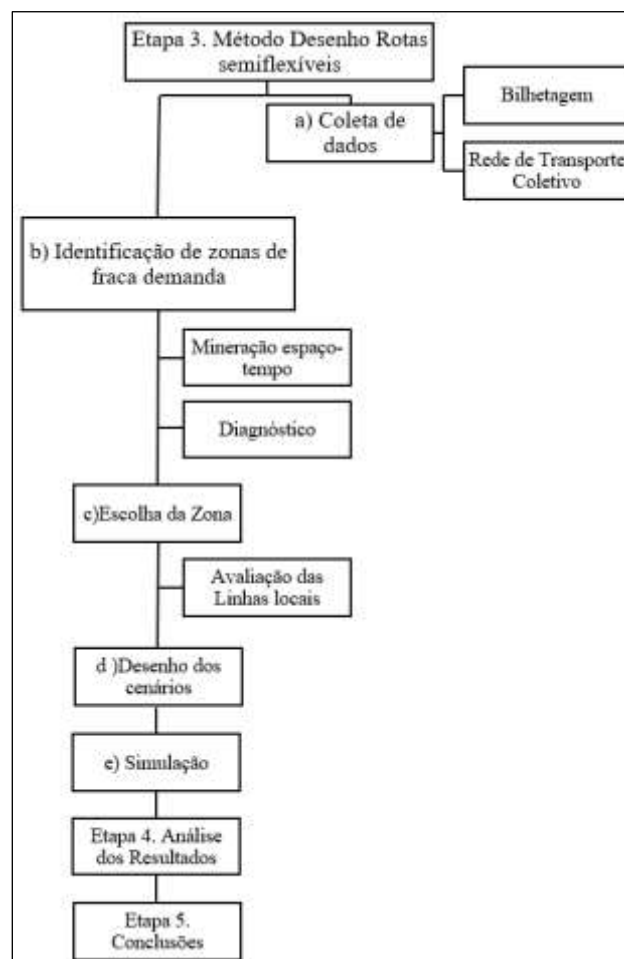 Etapa 3. Método Desenho Rotas
semiflexíveis
a) Coleta de
dados
Bilhetagem
Rede de Transporte
Coletivo
b) Identificação de zonas de
fraca demanda
Mineração espaço-
tempo
Diagnóstico
c)Escolha da Zona
Avaliação das
Linhas locais
d )Desenho dos
cenários
e) Simulação
Etapa 4. Análise
dos Resultados
Etapa 5.
Conclusões